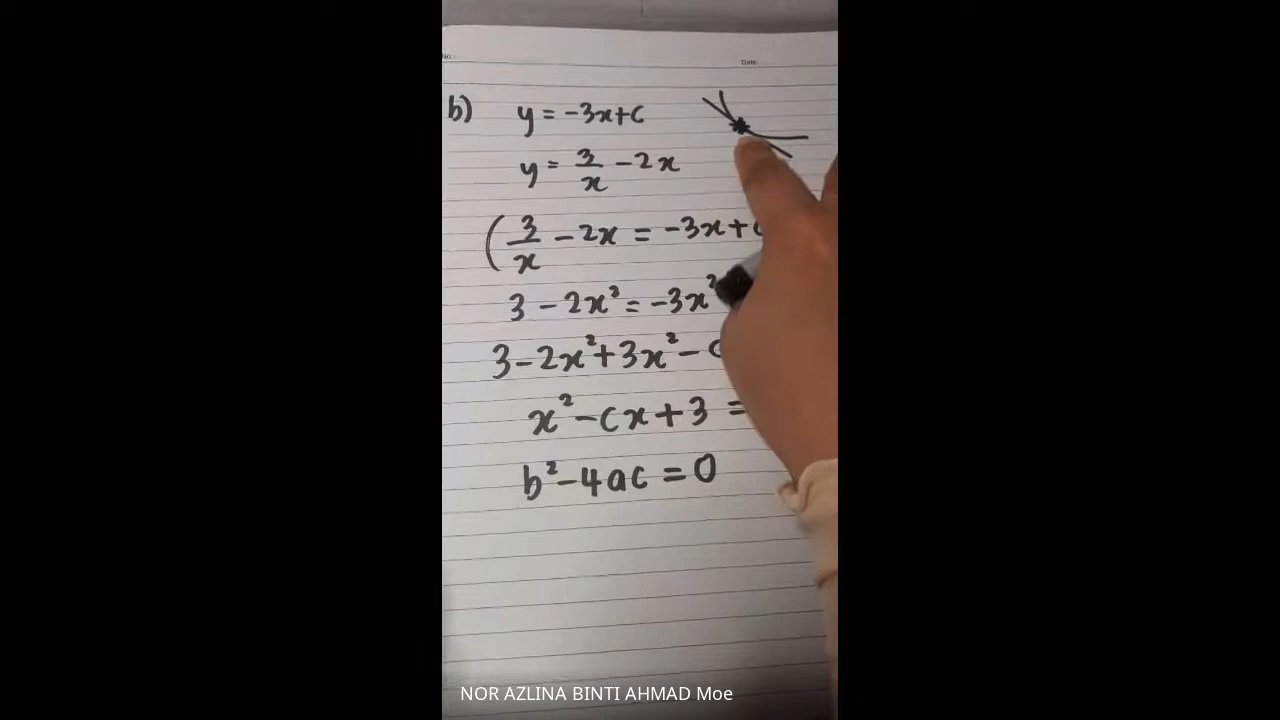 No
Date
b) y = -3x+c
y = 3/x - 2x
(3/x - 2x = -3x+
3 - 2x² = -3x²
3-2x²+3x²-c
x²-cx+3 =
b²-4ac = 0
NOR AZLINA BINTI AHMAD Moe